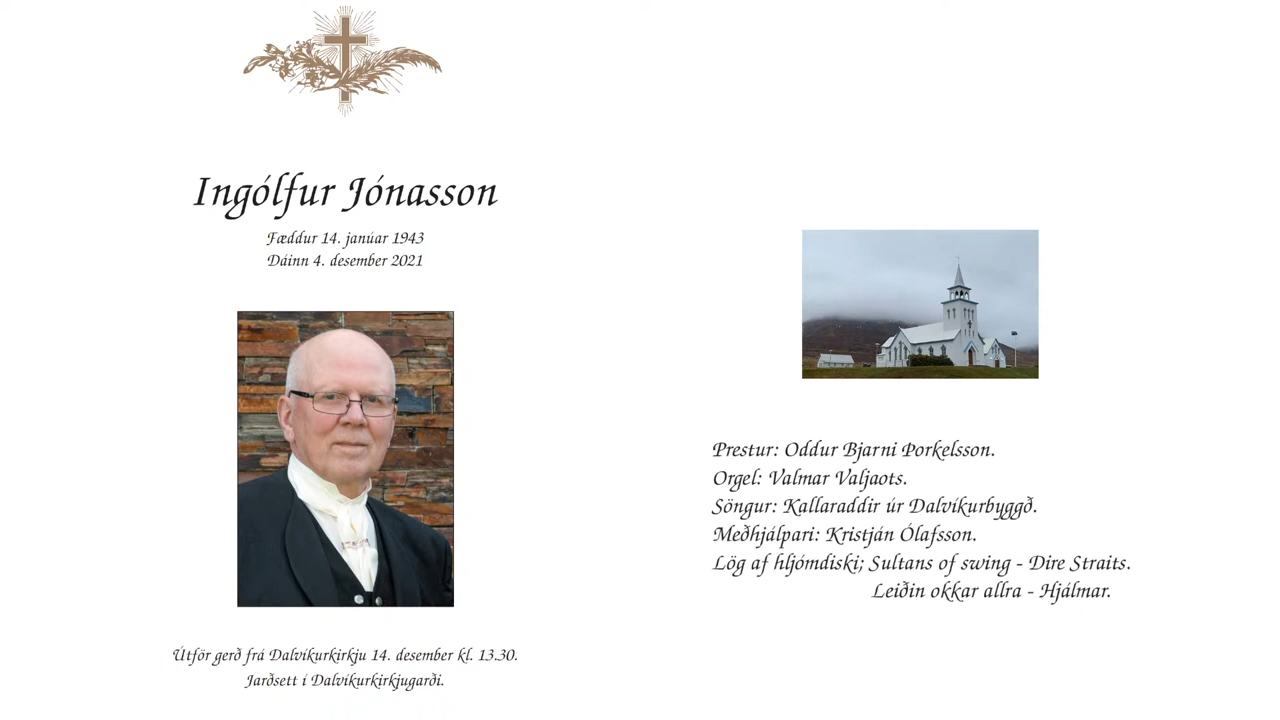 Ingólfur Jónasson
Fæddur 14. janúar 1943
Dáinn 4. desember 2021
Útför gerð frá Dalvíkurkirkju 14. desember kl. 13.30.
Jarðsett í Dalvíkurkirkjugarði.
Prestur: Oddur Bjarni Þorkelsson.
Orgel: Valmar Valjaots.
Söngur: Kallaraddir úr Dalvíkurbyggð.
Meðhjálpari: Kristján Ólafsson.
Lög af hljómdiski; Sultans of swing - Dire Straits.
Leiðin okkar allra - Hjálmar.